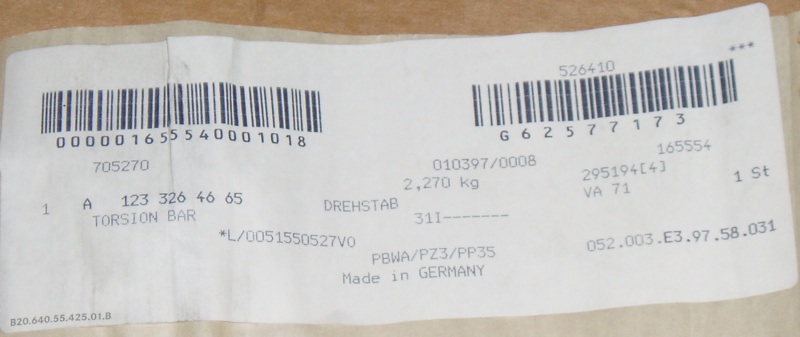 ***
526410
000001655540001018
G62577173
705270
010397/0008
165554
2,270 kg
295194[4]
1 A 123 326 46 65
DREHSTAB
VA 71
1 St
TORSION BAR
31I-------
*L/0051550527V0
PBWA/PZ3/PP35
052.003.E3.97.58.031
Made in GERMANY
B20.640.55.425.01.B